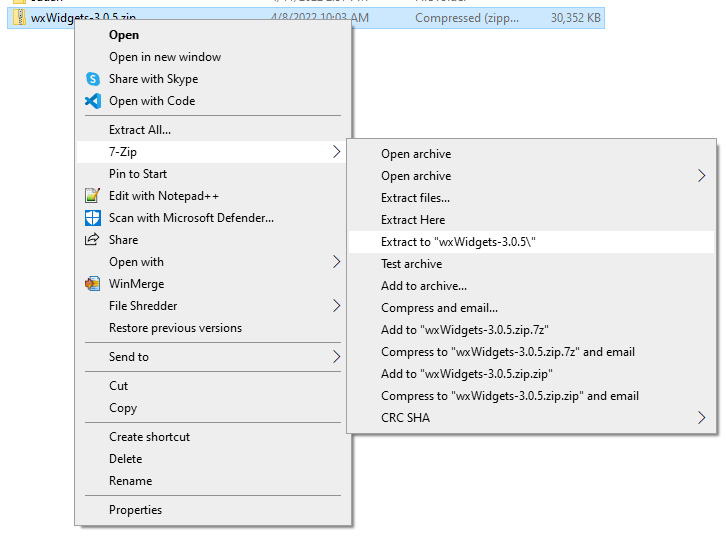 wxWidgets-3.0.5.zip 4/8/2022 10:03 AM Compressed (zipp... 30,352 KB
Open
Open in new window
Share with Skype
Open with Code
Extract All...
7-Zip
Pin to Start
Edit with Notepad++
Scan with Microsoft Defender...
Share
Open with
WinMerge
File Shredder
Restore previous versions
Send to
Cut
Copy
Create shortcut
Delete
Rename
Properties
Open archive
Open archive
Extract files...
Extract Here
Extract to "wxWidgets-3.0.5\"
Test archive
Add to archive...
Compress and email...
Add to "wxWidgets-3.0.5.zip.7z"
Compress to "wxWidgets-3.0.5.zip.7z" and email
Add to "wxWidgets-3.0.5.zip.zip"
Compress to "wxWidgets-3.0.5.zip.zip" and email
CRC SHA